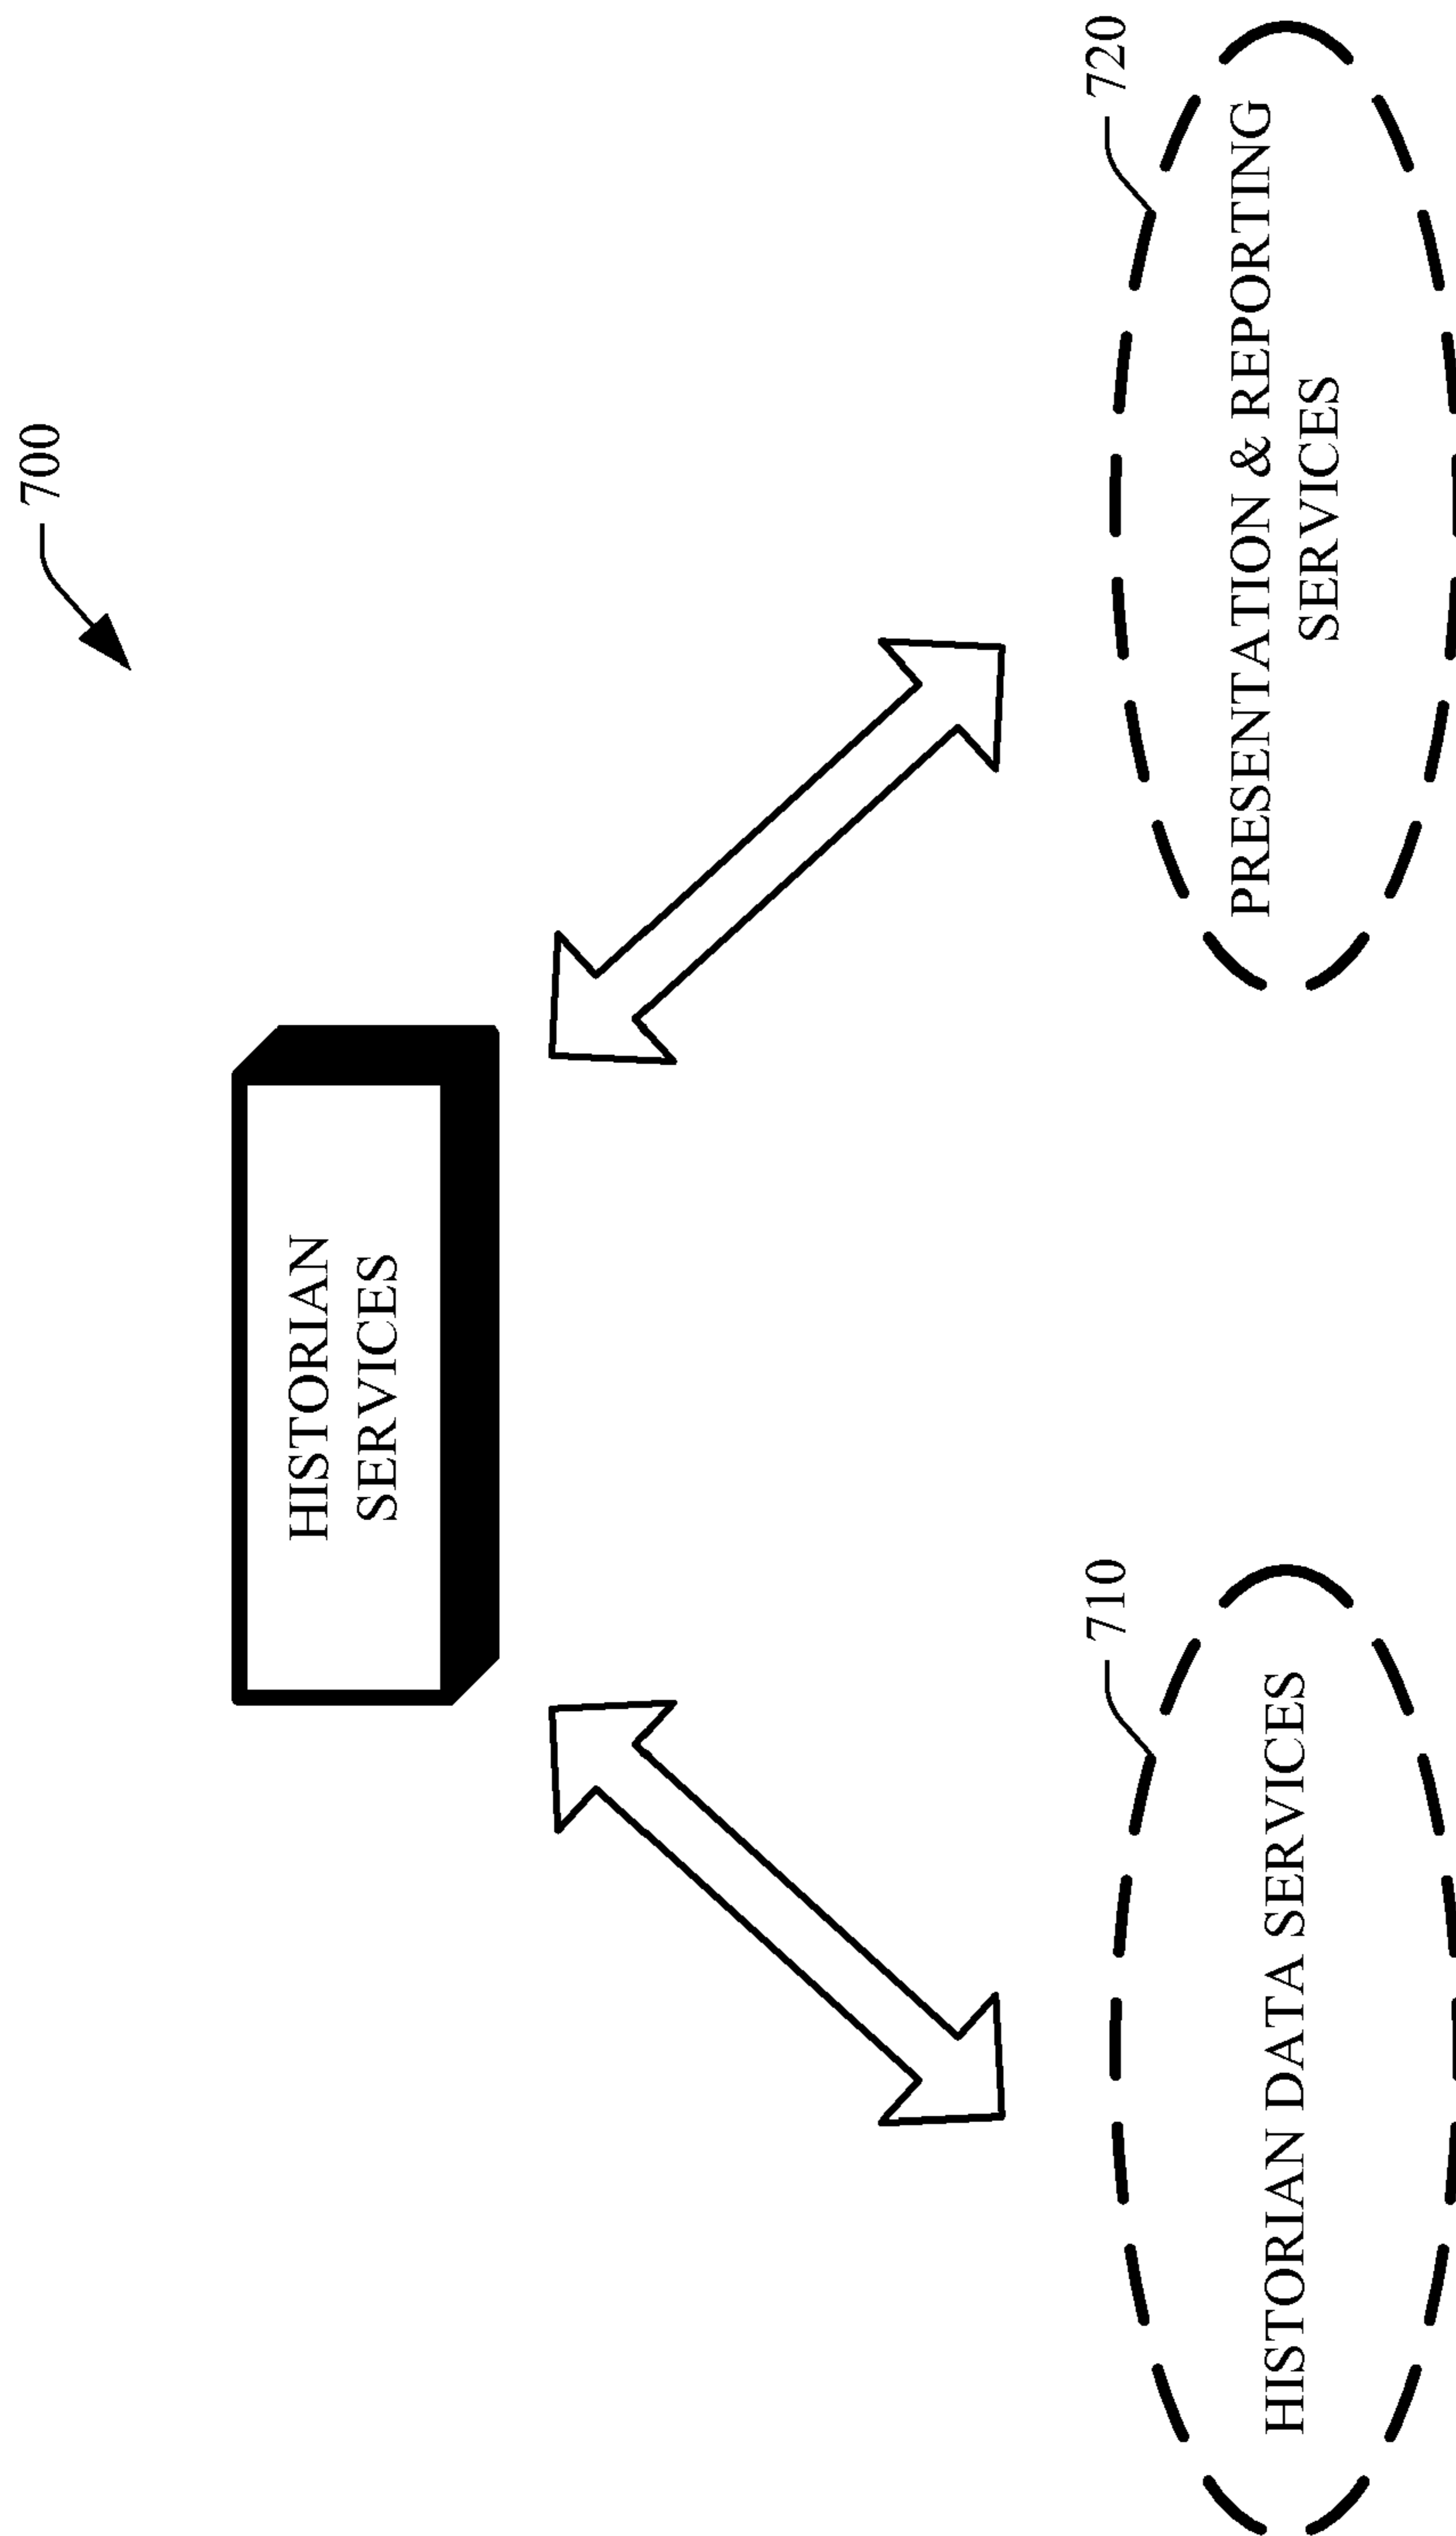 700
HISTORIAN
SERVICES
710
HISTORIAN DATA SERVICES
720
PRESENTATION & REPORTING
SERVICES